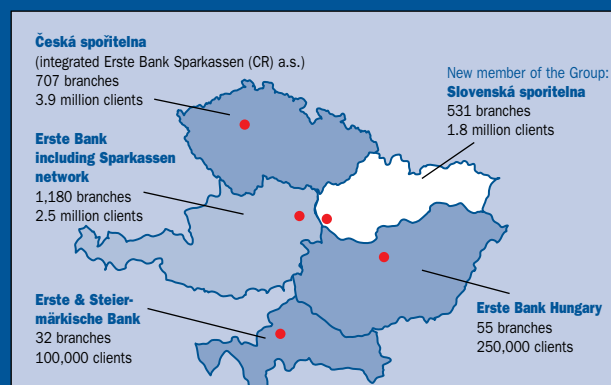 Česká spořitelna
(integrated Erste Bank Sparkassen (CR) a.s.)
707 branches
3.9 million clients
New member of the Group:
Slovenská sporitelna
531 branches
1.8 million clients
Erste Bank
including Sparkassen
network
1,180 branches
2.5 million clients
Erste & Steier-
märkische Bank
32 branches
100,000 clients
Erste Bank Hungary
55 branches
250,000 clients